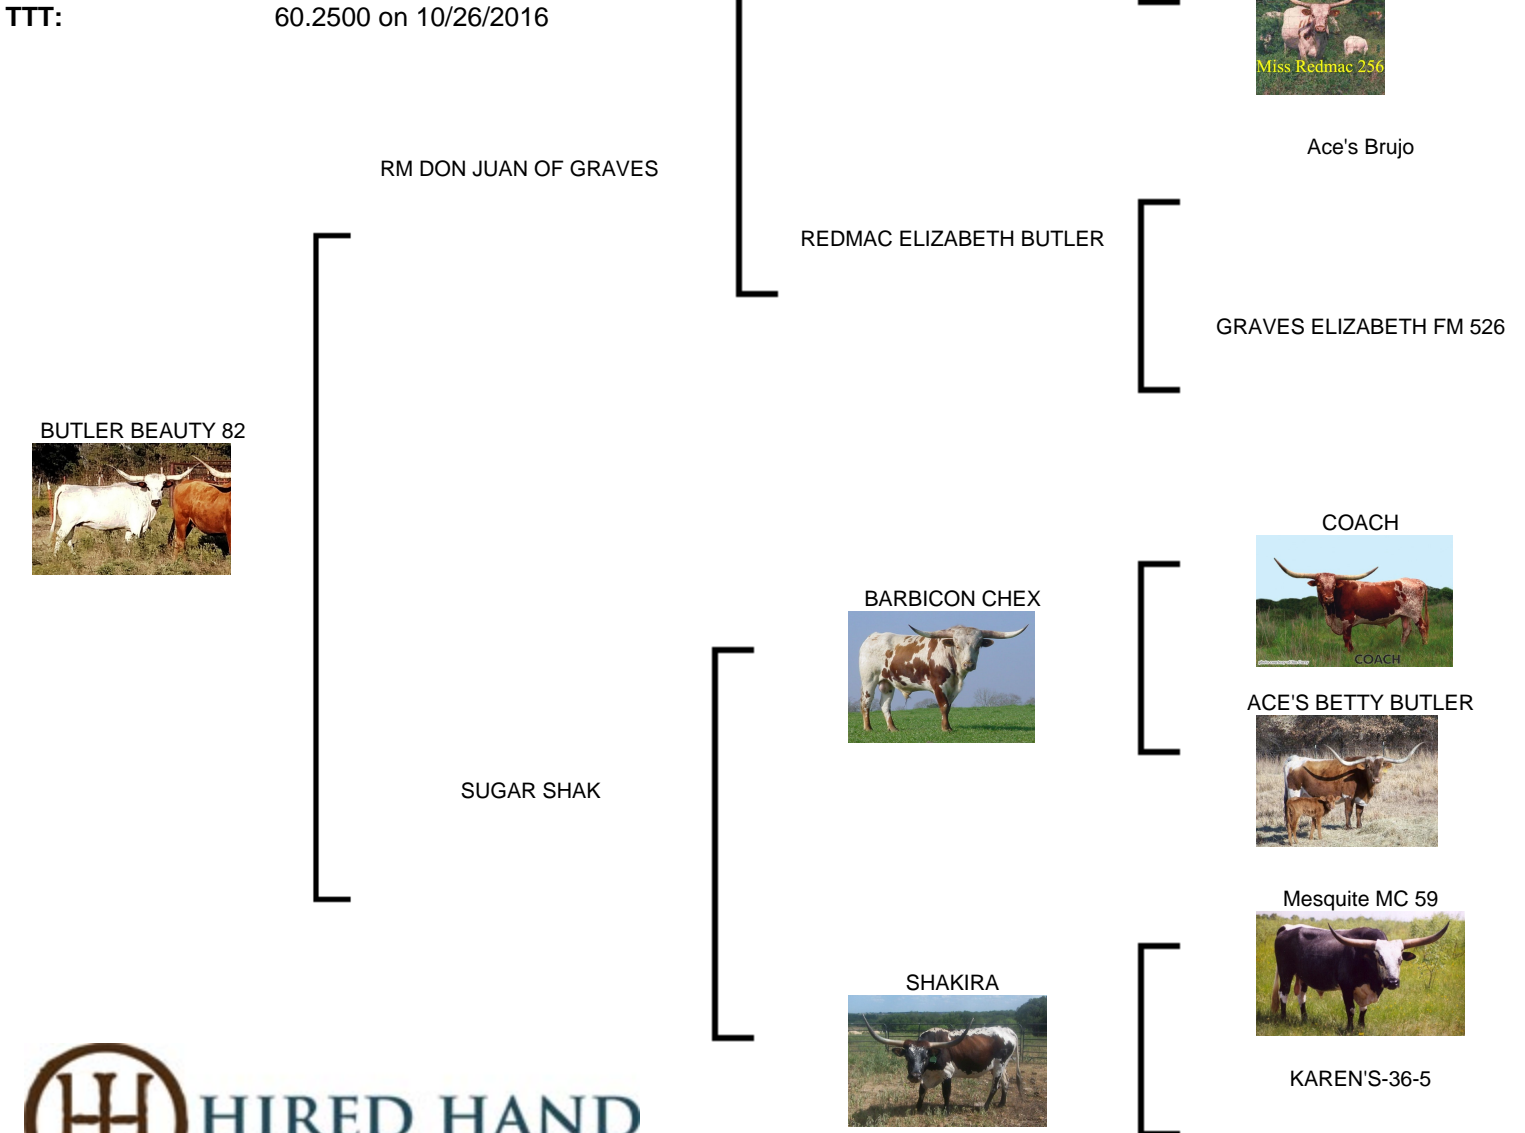 TTT: 60.2500 on 10/26/2016
Miss Redmac 256
Ace's Brujo
RM DON JUAN OF GRAVES
REDMAC ELIZABETH BUTLER
GRAVES ELIZABETH FM 526
BUTLER BEAUTY 82
COACH
COACH
BARBICON CHEX
ACE'S BETTY BUTLER
SUGAR SHAK
Mesquite MC 59
SHAKIRA
KAREN'S-36-5
HIRED HAND